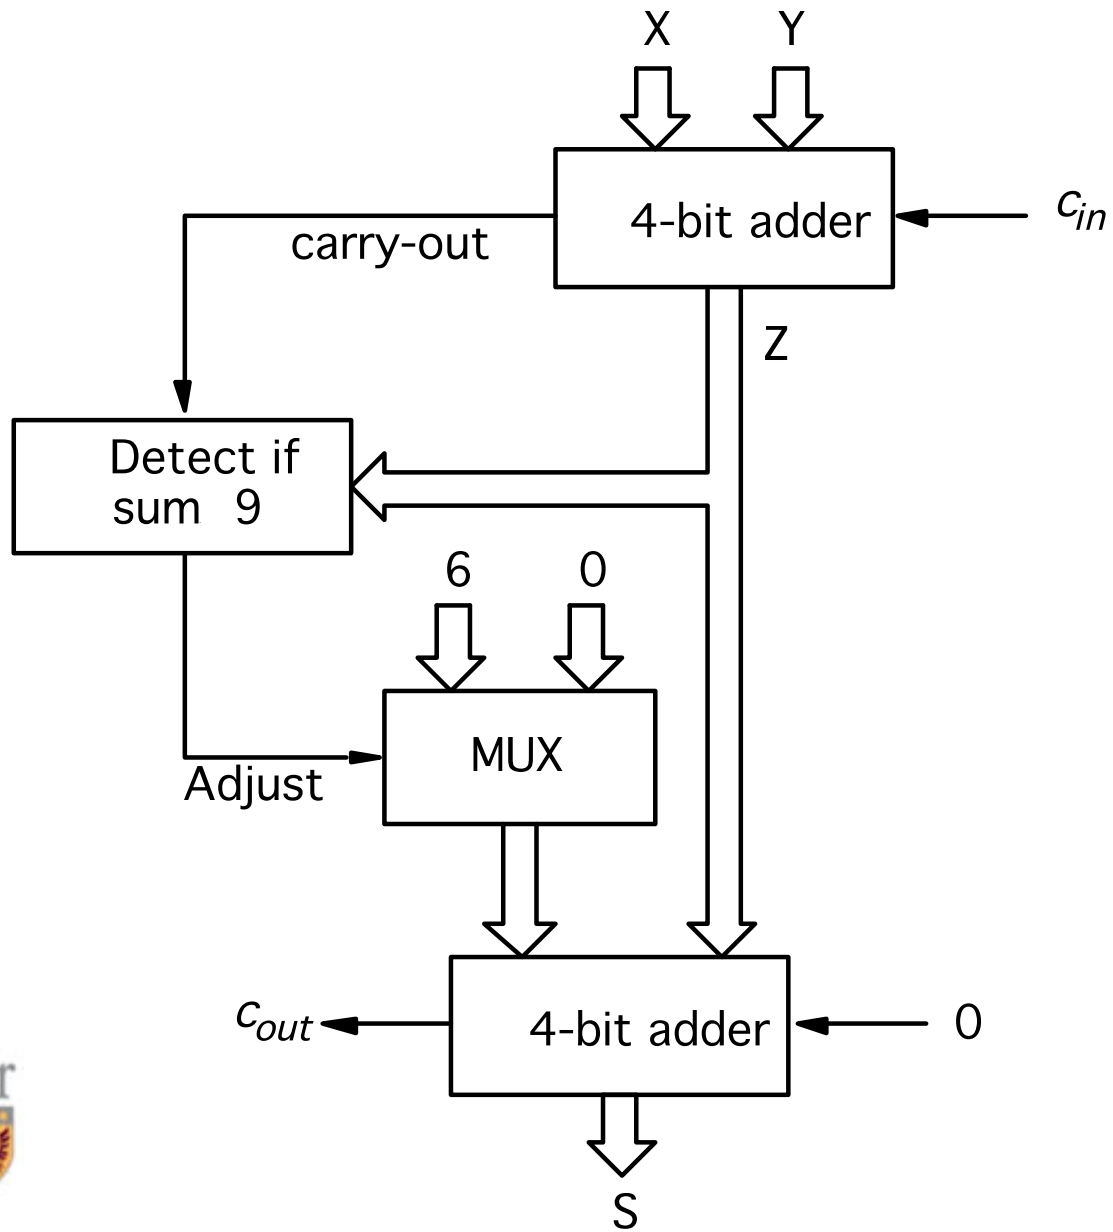 X Y
4-bit adder
c_in
carry-out
Z
Detect if
sum 9
6 0
MUX
Adjust
c_out
4-bit adder
0
S
r